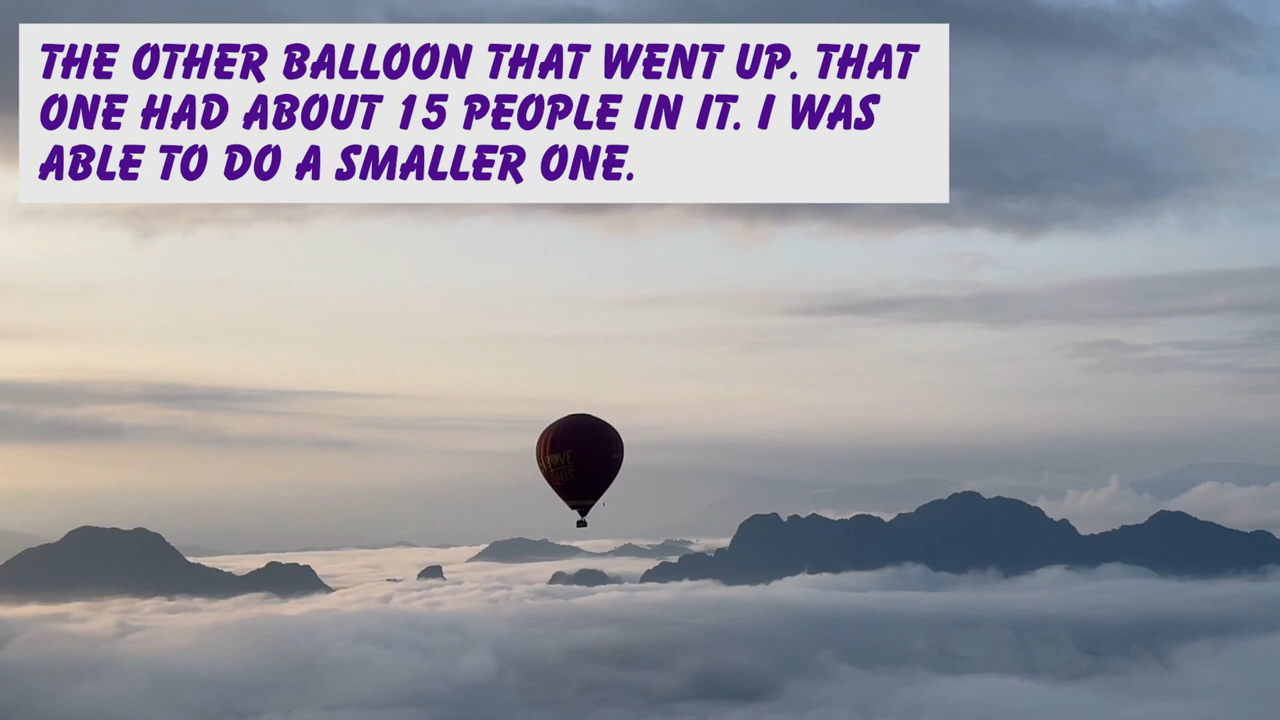 THE OTHER BALLOON THAT WENT UP. THAT
ONE HAD ABOUT 15 PEOPLE IN IT. I WAS
ABLE TO DO A SMALLER ONE.